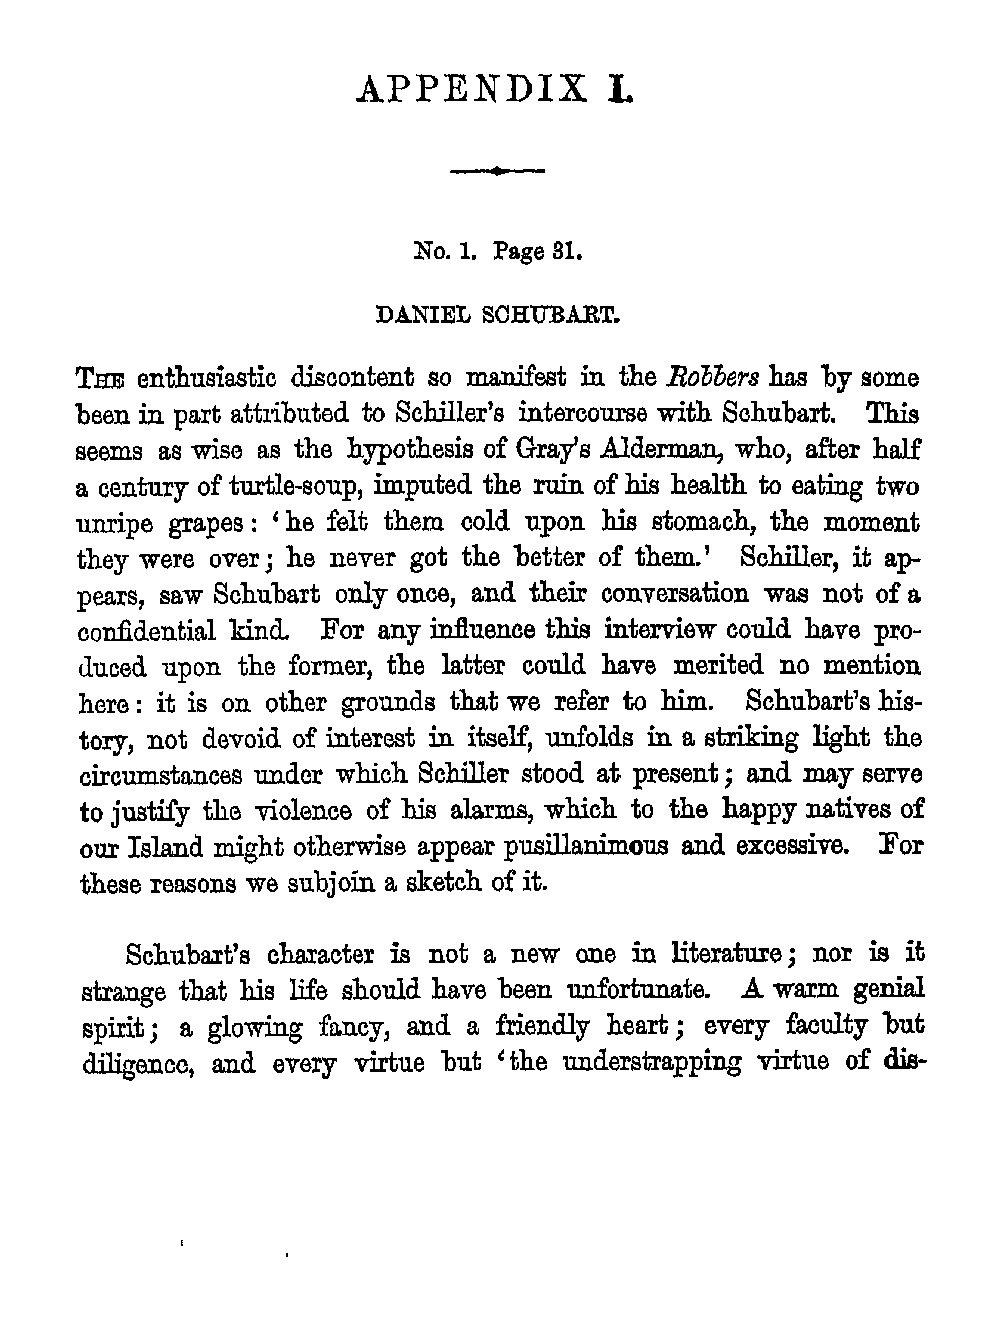 APPENDIX I.
No. 1. Page 31.
DANIEL SCHUBART.
THE enthusiastic discontent so manifest in the Robbers has by some
been in part attributed to Schiller's intercourse with Schubart. This
seems as wise as the hypothesis of Gray's Alderman, who, after half
a century of turtle-soup, imputed the ruin of his health to eating two
unripe grapes: 'he felt them cold upon his stomach, the moment
they were over; he never got the better of them.' Schiller, it ap-
pears, saw Schubart only once, and their conversation was not of a
confidential kind. For any influence this interview could have pro-
duced upon the former, the latter could have merited no mention
here: it is on other grounds that we refer to him. Schubart's his-
tory, not devoid of interest in itself, unfolds in a striking light the
circumstances under which Schiller stood at present; and may serve
to justify the violence of his alarms, which to the happy natives of
our Island might otherwise appear pusillanimous and excessive. For
these reasons we subjoin a sketch of it.
Schubart's character is not a new one in literature; nor is it
strange that his life should have been unfortunate. A warm genial
spirit; a glowing fancy, and a friendly heart; every faculty but
diligence, and every virtue but 'the understrapping virtue of dis-